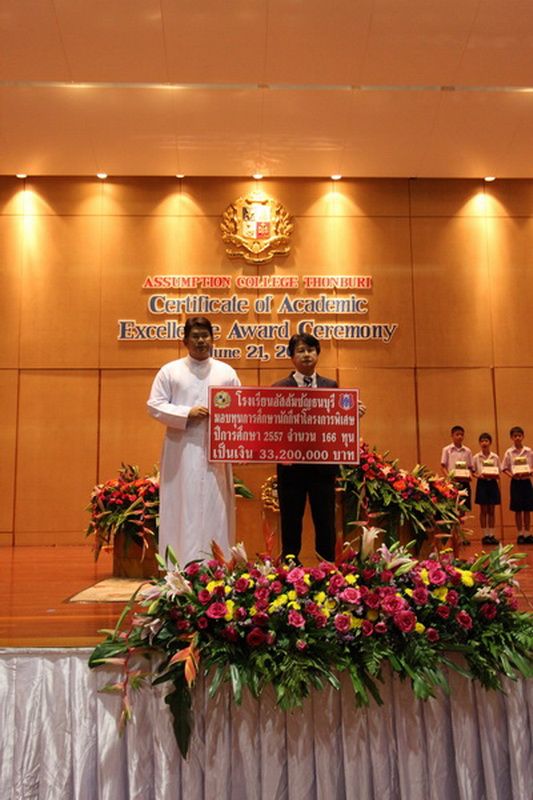 ASSUMPTION COLLEGE THONBURI
Certificate of Academic
Excellence Award Ceremony
June 21, 20
โรงเรียนอัสสัมชัญธนบุรี
มอบทุนการศึกษานักกีฬาโครงการพิเศษ
ปีการศึกษา 2557 จำนวน 166 ทุน
เป็นเงิน 33,200,000 บาท